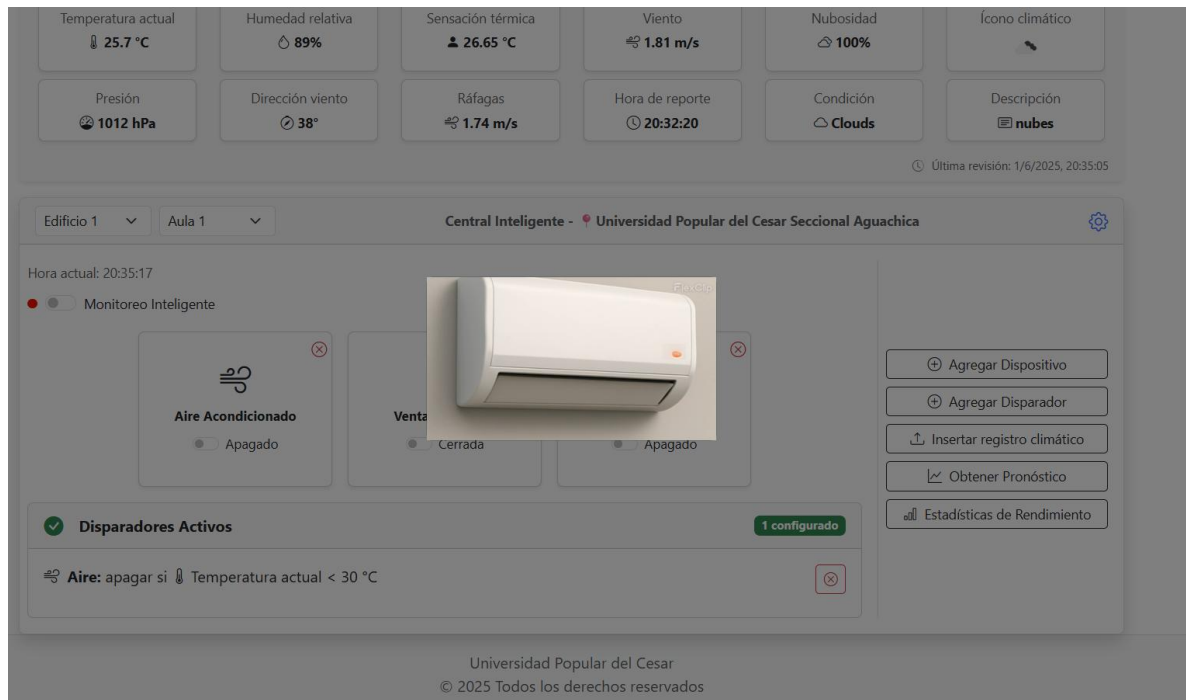 Temperatura actual
25.7 °C
Humedad relativa
89%
Sensación térmica
26.65 °C
Viento
1.81 m/s
Nubosidad
100%
Ícono climático
Presión
1012 hPa
Dirección viento
38°
Ráfagas
1.74 m/s
Hora de reporte
20:32:20
Condición
Clouds
Descripción
nubes
Última revisión: 1/6/2025, 20:35:05
Edificio 1
Aula 1
Central Inteligente - Universidad Popular del Cesar Seccional Aguachica
Hora actual: 20:35:17
Monitoreo Inteligente
Aire Acondicionado
Apagado
Venta
Cerrada
Apagado
Agregar Dispositivo
Agregar Disparador
Insertar registro climático
Obtener Pronóstico
Estadísticas de Rendimiento
Disparadores Activos
1 configurado
Aire: apagar si Temperatura actual < 30 °C
Universidad Popular del Cesar
© 2025 Todos los derechos reservados